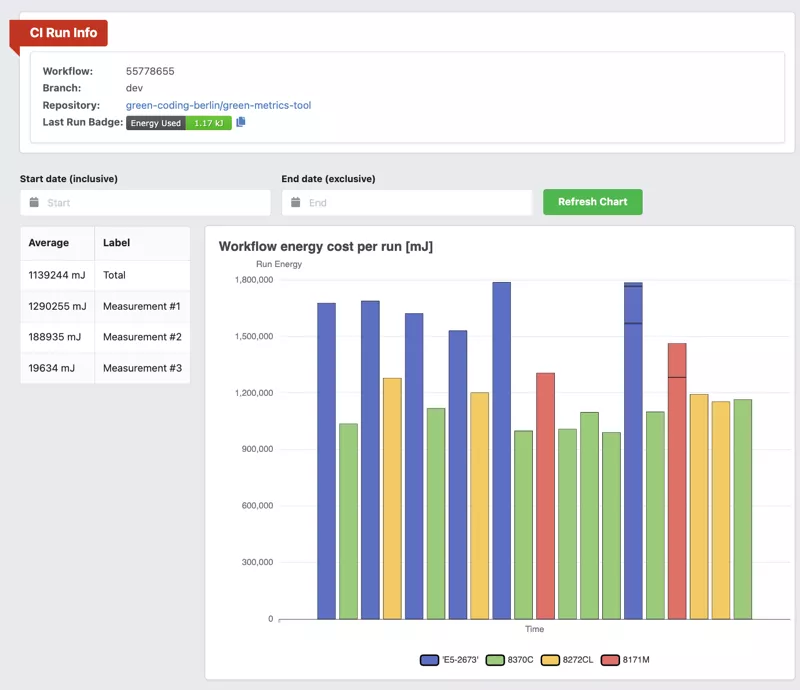 CI Run Info
Workflow: 55778655
Branch: dev
Repository: green-coding-berlin/green-metrics-tool
Last Run Badge: Energy Used 1.17 kJ
Start date (inclusive) End date (exclusive)
Start End Refresh Chart
Average Label
1139244 mJ Total
1290255 mJ Measurement #1
188935 mJ Measurement #2
19634 mJ Measurement #3
Workflow energy cost per run [mJ]
Run Energy
1,800,000
1,500,000
1,200,000
900,000
600,000
300,000
0
Time
'E5-2673' 8370C 8272CL 8171M